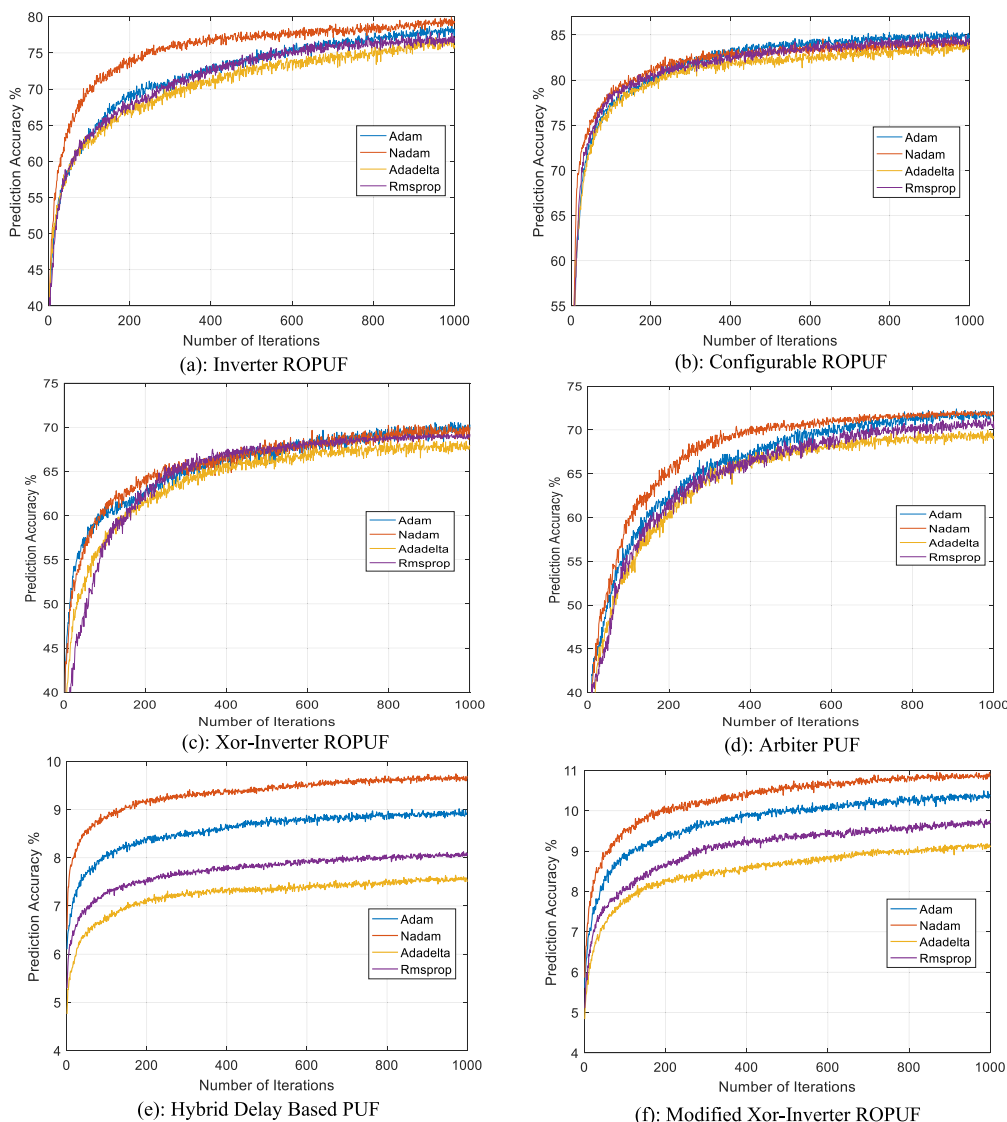 80
75
70
65
60
55
50
45
40
Prediction Accuracy %
Adam
Nadam
Adadelta
Rmsprop
0 200 400 600 800 1000
Number of Iterations
(a): Inverter ROPUF
85
80
75
70
65
60
55
Prediction Accuracy %
Adam
Nadam
Adadelta
Rmsprop
0 200 400 600 800 1000
Number of Iterations
(b): Configurable ROPUF
75
70
65
60
55
50
45
40
Prediction Accuracy %
Adam
Nadam
Adadelta
Rmsprop
0 200 400 600 800 1000
Number of Iterations
(c): Xor-Inverter ROPUF
75
70
65
60
55
50
45
40
Prediction Accuracy %
Adam
Nadam
Adadelta
Rmsprop
0 200 400 600 800 1000
Number of Iterations
(d): Arbiter PUF
10
9
8
7
6
5
4
Prediction Accuracy %
Adam
Nadam
Adadelta
Rmsprop
0 200 400 600 800 1000
Number of Iterations
(e): Hybrid Delay Based PUF
11
10
9
8
7
6
5
4
Prediction Accuracy %
Adam
Nadam
Adadelta
Rmsprop
0 200 400 600 800 1000
Number of Iterations
(f): Modified Xor-Inverter ROPUF